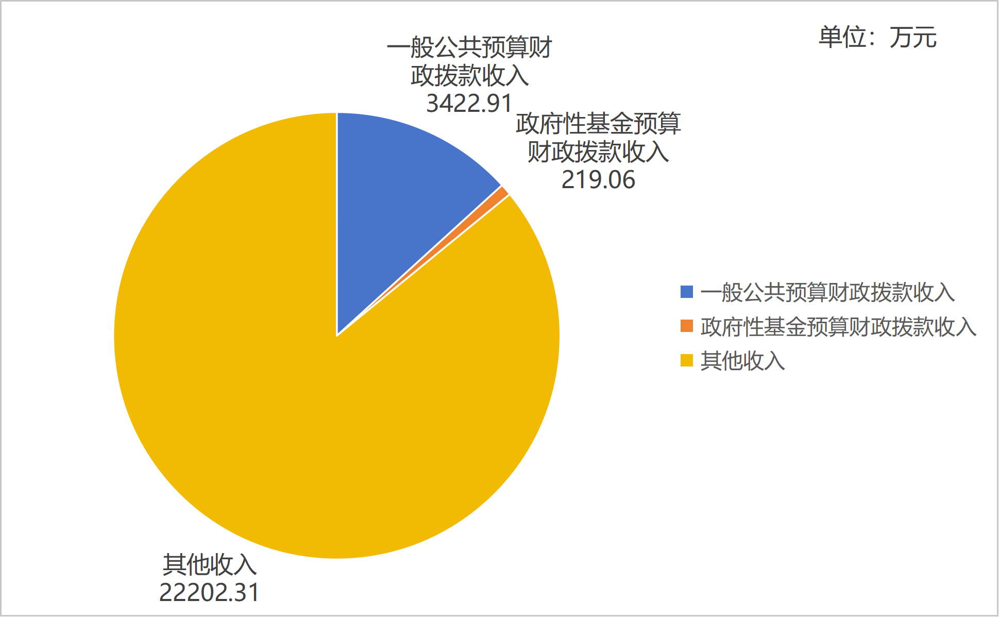 单位：万元
一般公共预算财
政拨款收入
3422.91
政府性基金预算
财政拨款收入
219.06
一般公共预算财政拨款收入
政府性基金预算财政拨款收入
其他收入
其他收入
22202.31